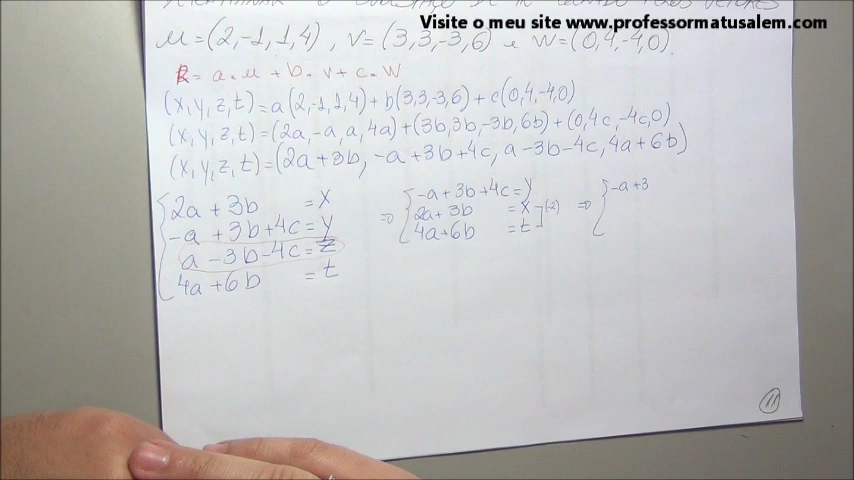 Visite o meu site www.professormatusalem.com
u=(2,-1,1,4), v=(3,3,-3,6) e w=(0,4,-4,0)
R= a.u + b.v + c.w
(x,y,z,t)=a(2,-1,1,4)+b(3,3,-3,6)+c(0,4,-4,0)
(x,y,z,t)=(2a,-a,a,4a)+(3b,3b,-3b,6b)+(0,4c,-4c,0)
(x,y,z,t)=(2a+3b,-a+3b+4c,a-3b-4c,4a+6b)
2a+3b =x
-a+3b+4c=y
a-3b-4c=z
4a+6b =t
⇒ -a+3b+4c=y
2a+3b =x
4a+6b =t
(-2)
⇒ -a+3
11